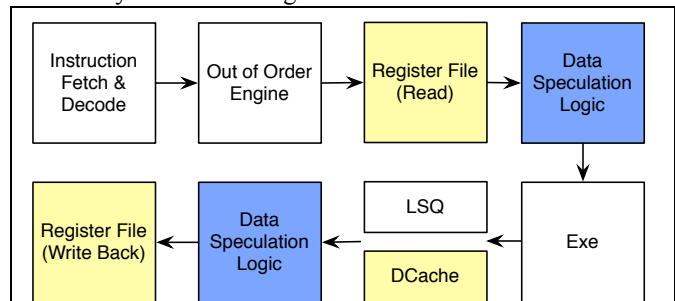 Instruction
Fetch &
Decode
Out of Order
Engine
Register File
(Read)
Data
Speculation
Logic
Register File
(Write Back)
Data
Speculation
Logic
LSQ
DCache
Exe